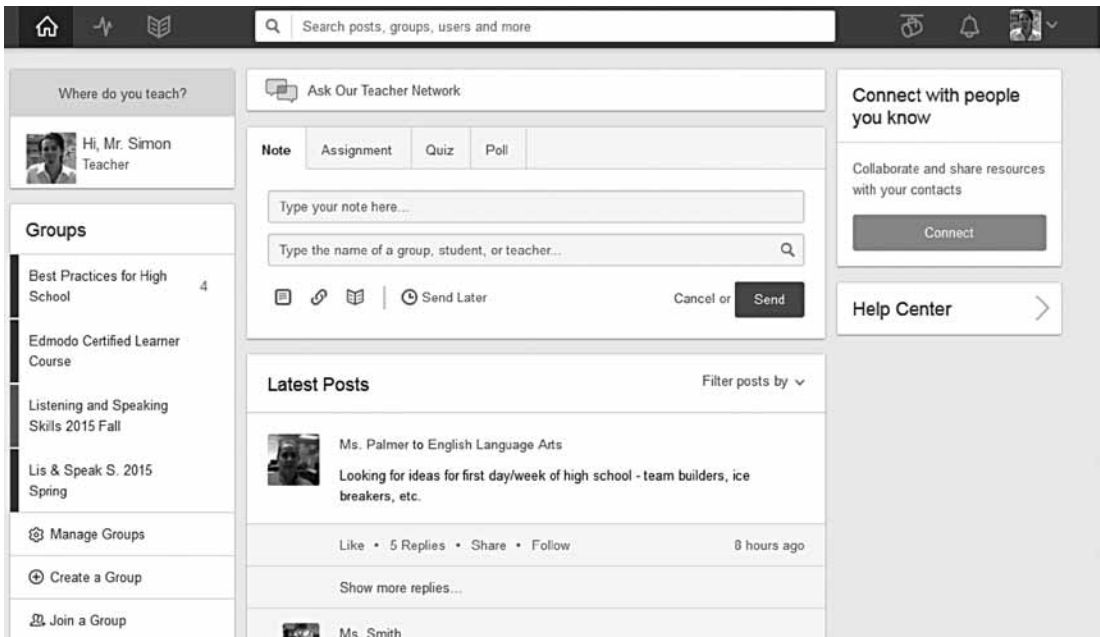 Search posts, groups, users and more
Where do you teach?
Hi, Mr. Simon
Teacher
Groups
Best Practices for High
School
4
Edmodo Certified Learner
Course
Listening and Speaking
Skills 2015 Fall
Lis & Speak S. 2015
Spring
Manage Groups
Create a Group
Join a Group
Ask Our Teacher Network
Note Assignment Quiz Poll
Type your note here...
Type the name of a group, student, or teacher...
Send Later
Cancel or Send
Latest Posts
Filter posts by
Ms. Palmer to English Language Arts
Looking for ideas for first day/week of high school - team builders, ice
breakers, etc.
Like • 5 Replies • Share • Follow
8 hours ago
Show more replies...
Ms. Smith
Connect with people
you know
Collaborate and share resources
with your contacts
Connect
Help Center